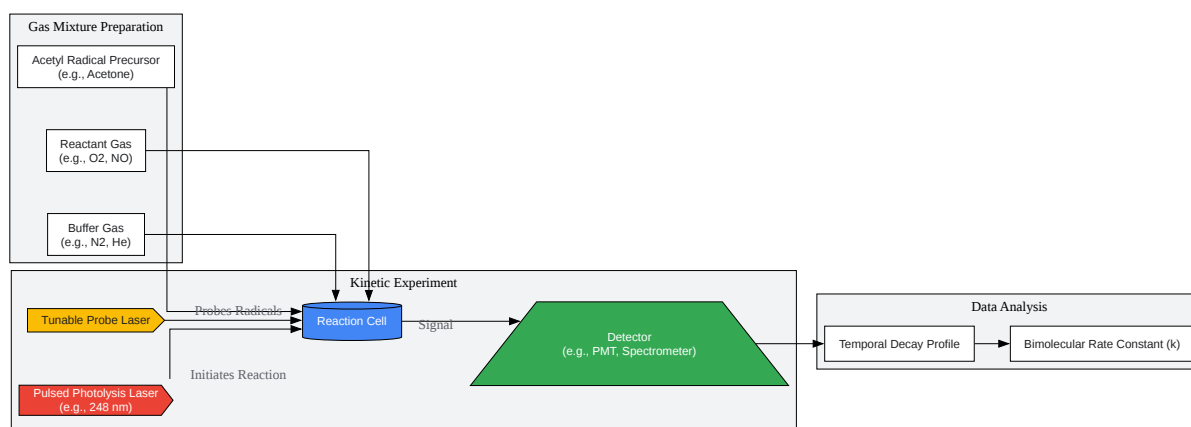 Gas Mixture Preparation
Acetyl Radical Precursor
(e.g., Acetone)
Reactant Gas
(e.g., O2, NO)
Buffer Gas
(e.g., N2, He)
Kinetic Experiment
Tunable Probe Laser
Probes Radicals
Reaction Cell
Signal
Detector
(e.g., PMT, Spectrometer)
Initiates Reaction
Pulsed Photolysis Laser
(e.g., 248 nm)
Data Analysis
Temporal Decay Profile
Bimolecular Rate Constant (k)